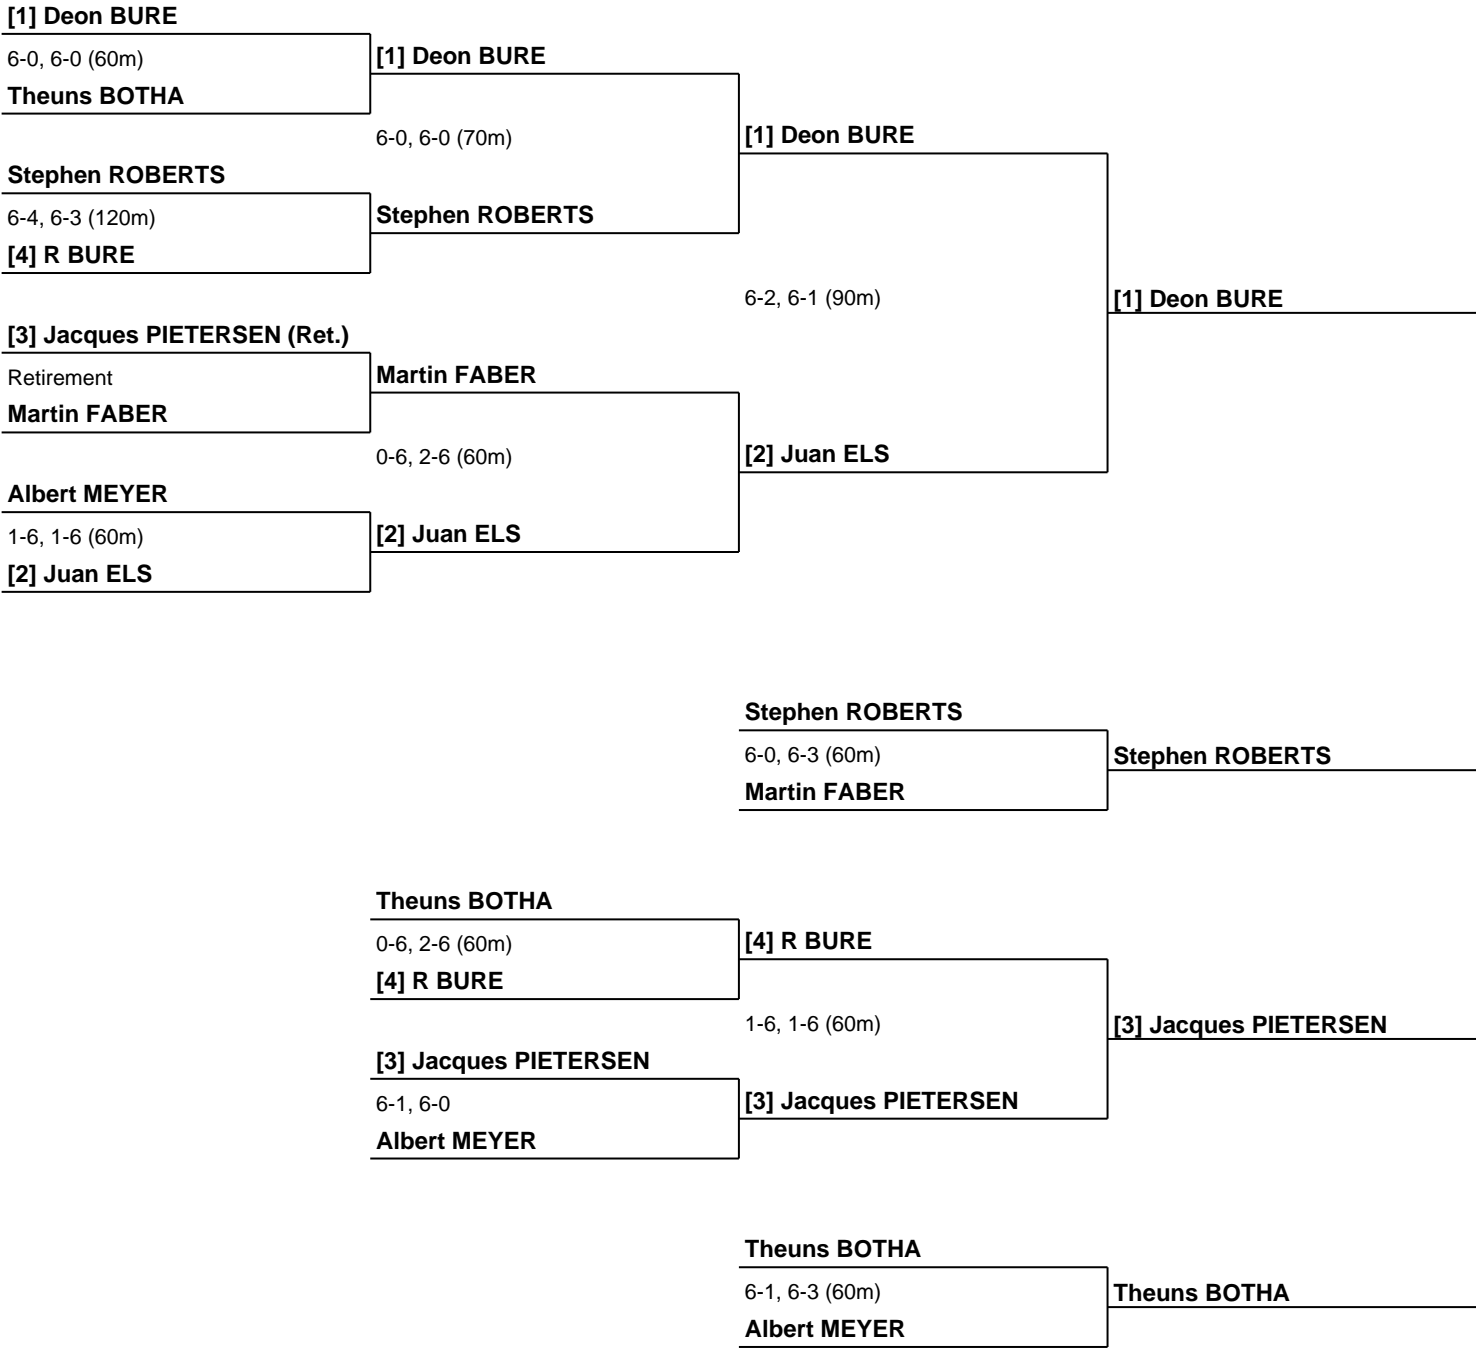 [1] Deon BURE
6-0, 6-0 (60m)
[1] Deon BURE
Theuns BOTHA
6-0, 6-0 (70m)
[1] Deon BURE
Stephen ROBERTS
6-4, 6-3 (120m)
Stephen ROBERTS
[4] R BURE
6-2, 6-1 (90m)
[1] Deon BURE
[3] Jacques PIETERSEN (Ret.)
Retirement
Martin FABER
Martin FABER
0-6, 2-6 (60m)
[2] Juan ELS
Albert MEYER
1-6, 1-6 (60m)
[2] Juan ELS
[2] Juan ELS
Stephen ROBERTS
6-0, 6-3 (60m)
Stephen ROBERTS
Martin FABER
Theuns BOTHA
0-6, 2-6 (60m)
[4] R BURE
[4] R BURE
1-6, 1-6 (60m)
[3] Jacques PIETERSEN
[3] Jacques PIETERSEN
6-1, 6-0
[3] Jacques PIETERSEN
Albert MEYER
Theuns BOTHA
6-1, 6-3 (60m)
Theuns BOTHA
Albert MEYER